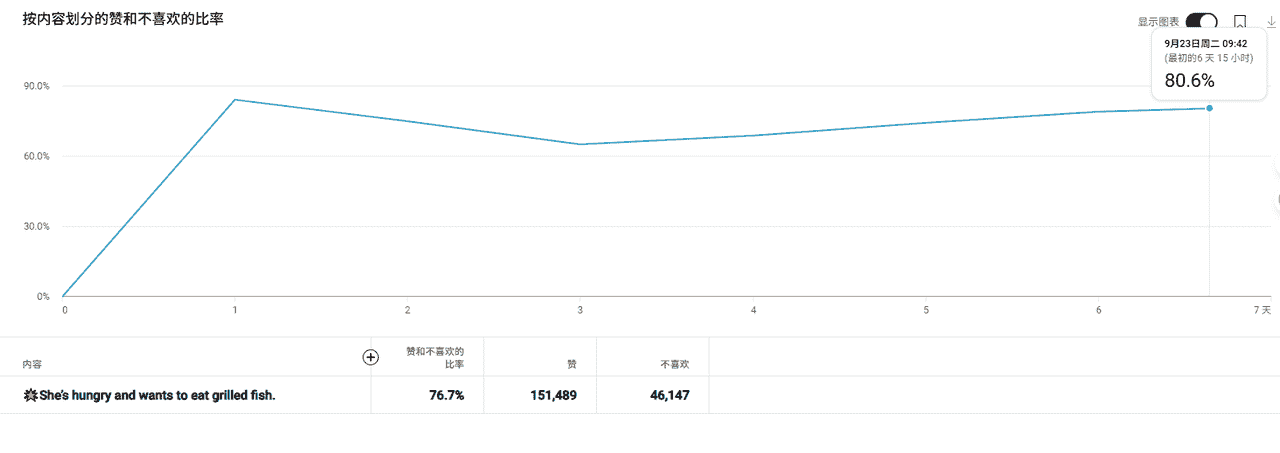 按内容划分的赞和不喜欢的比率
显示图表
9月23日周二 09:42
(最初的6 天 15 小时)
80.6%
90.0%
60.0%
30.0%
0%
0 1 2 3 4 5 6 7 天
内容 赞和不喜欢的
比率 赞 不喜欢
💥She's hungry and wants to eat grilled fish. 76.7% 151,489 46,147